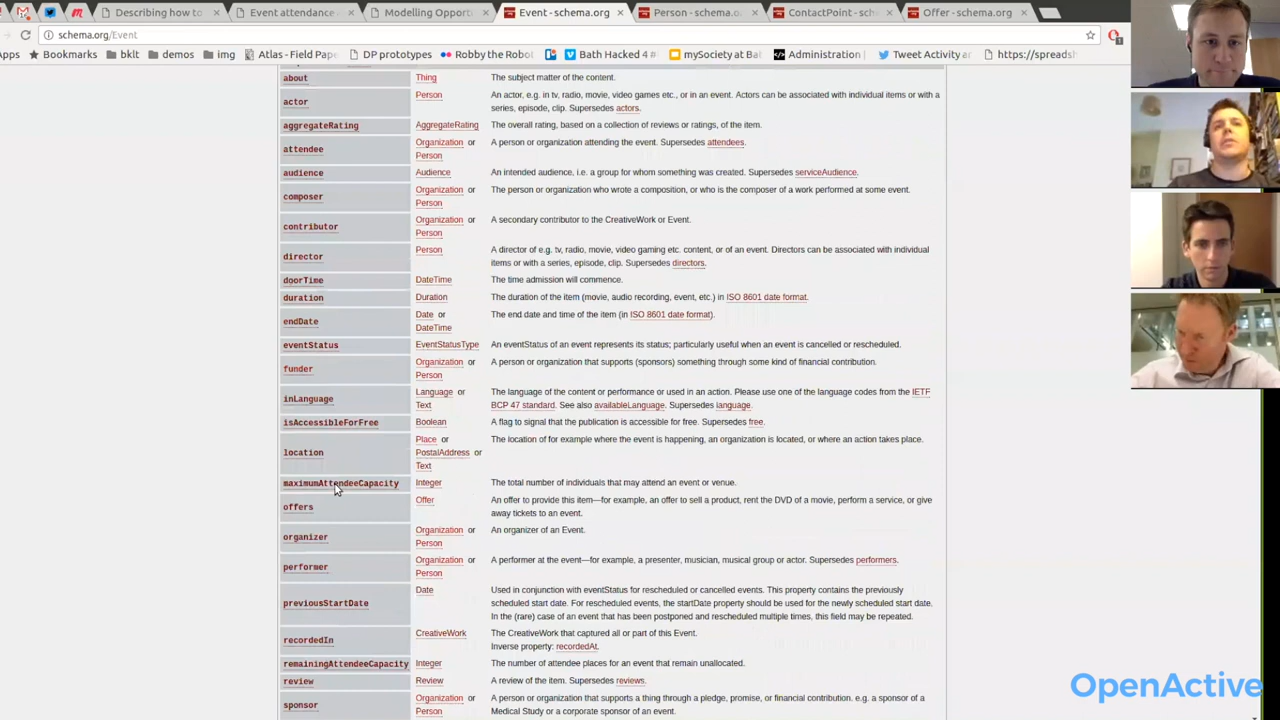 Describing how to
Event attendance
Modelling Opport
Event - schema.org
Person - schema.o
ContactPoint - sche
Offer - schema.org
schema.org/Event
Apps
Bookmarks
bklt
demos
img
Atlas - Field Pape
DP prototypes
Robby the Robot
Bath Hacked 4
mySociety at Bat
Administration
Tweet Activity an
https://spreadsh
about Thing The subject matter of the content.
actor Person An actor, e.g. in tv, radio, movie, video games etc., or in an event. Actors can be associated with individual items or with a
series, episode, clip. Supersedes actors.
aggregateRating AggregateRating The overall rating, based on a collection of reviews or ratings, of the item.
attendee Organization or A person or organization attending the event. Supersedes attendees.
Person
audience Audience An intended audience, i.e. a group for whom something was created. Supersedes serviceAudience.
composer Organization or The person or organization who wrote a composition, or who is the composer of a work performed at some event.
Person
contributor Organization or A secondary contributor to the CreativeWork or Event.
Person
director Person A director of e.g. tv, radio, movie, video gaming etc. content, or of an event. Directors can be associated with individual
items or with a series, episode, clip. Supersedes directors.
doorTime DateTime The time admission will commence.
duration Duration The duration of the item (movie, audio recording, event, etc.) in ISO 8601 date format.
endDate Date or The end date and time of the item (in ISO 8601 date format).
DateTime
eventStatus EventStatusType An eventStatus of an event represents its status; particularly useful when an event is cancelled or rescheduled.
funder Organization or A person or organization that supports (sponsors) something through some kind of financial contribution.
Person
inLanguage Language or The language of the content or performance or used in an action. Please use one of the language codes from the IETF
Text BCP 47 standard. See also availableLanguage. Supersedes language.
isAccessibleForFree Boolean A flag to signal that the publication is accessible for free. Supersedes free.
location Place or The location of for example where the event is happening, an organization is located, or where an action takes place.
PostalAddress or
Text
maximumAttendeeCapacity Integer The total number of individuals that may attend an event or venue.
offers Offer An offer to provide this item—for example, an offer to sell a product, rent the DVD of a movie, perform a service, or give
away tickets to an event.
organizer Organization or An organizer of an Event.
Person
performer Organization or A performer at the event—for example, a presenter, musician, musical group or actor. Supersedes performers.
Person
previousStartDate Date Used in conjunction with eventStatus for rescheduled or cancelled events. This property contains the previously
scheduled start date. For rescheduled events, the startDate property should be used for the newly scheduled start date.
In the (rare) case of an event that has been postponed and rescheduled multiple times, this field may be repeated.
recordedIn CreativeWork The CreativeWork that captured all or part of this Event.
Inverse property: recordedAt.
remainingAttendeeCapacity Integer The number of attendee places for an event that remain unallocated.
review Review A review of the item. Supersedes reviews.
sponsor Organization or A person or organization that supports a thing through a pledge, promise, or financial contribution. e.g. a sponsor of a
Person Medical Study or a corporate sponsor of an event.
OpenActive